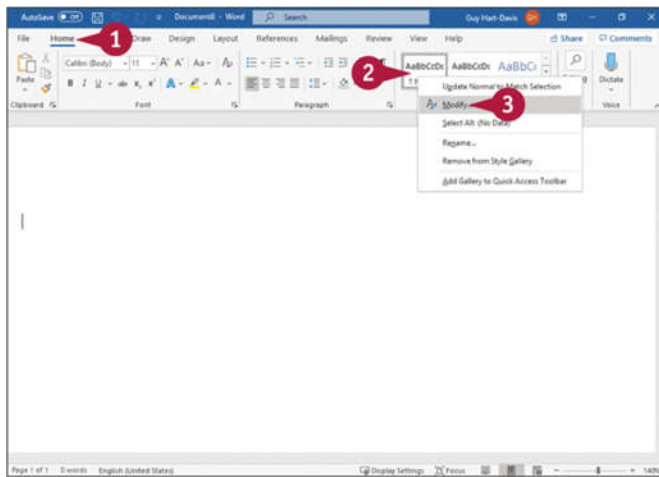 AutoSave Off Document8 - Word Search Guy Hart-Davis
File Home Draw Design Layout References Mailings Review View Help Share Comments
1
Calibri (Body) 11 A A Aa A
Paste B I U ab x x A A
AaBbCcDc AaBbCcDc AaBbCc
Dictate
2
Clipboard Font Paragraph Voice
Update Normal to Match Selection
Modify...
3
Select All: (No Data)
Rename...
Remove from Style Gallery
Add Gallery to Quick Access Toolbar
Page 1 of 1 0 words English (United States) Display Settings Focus 140%